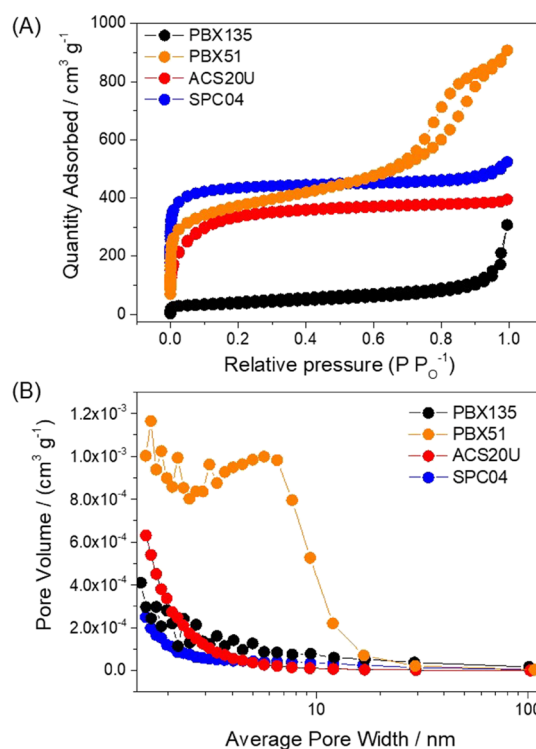 (A)
PBX135
PBX51
ACS20U
SPC04
Quantity Adsorbed / cm³ g⁻¹
1000
800
600
400
200
0
0.0 0.2 0.4 0.6 0.8 1.0
Relative pressure (P P₀⁻¹)
(B)
PBX135
PBX51
ACS20U
SPC04
Pore Volume / (cm³ g⁻¹)
1.2x10⁻³
1.0x10⁻³
8.0x10⁻⁴
6.0x10⁻⁴
4.0x10⁻⁴
2.0x10⁻⁴
0.0
10 100
Average Pore Width / nm